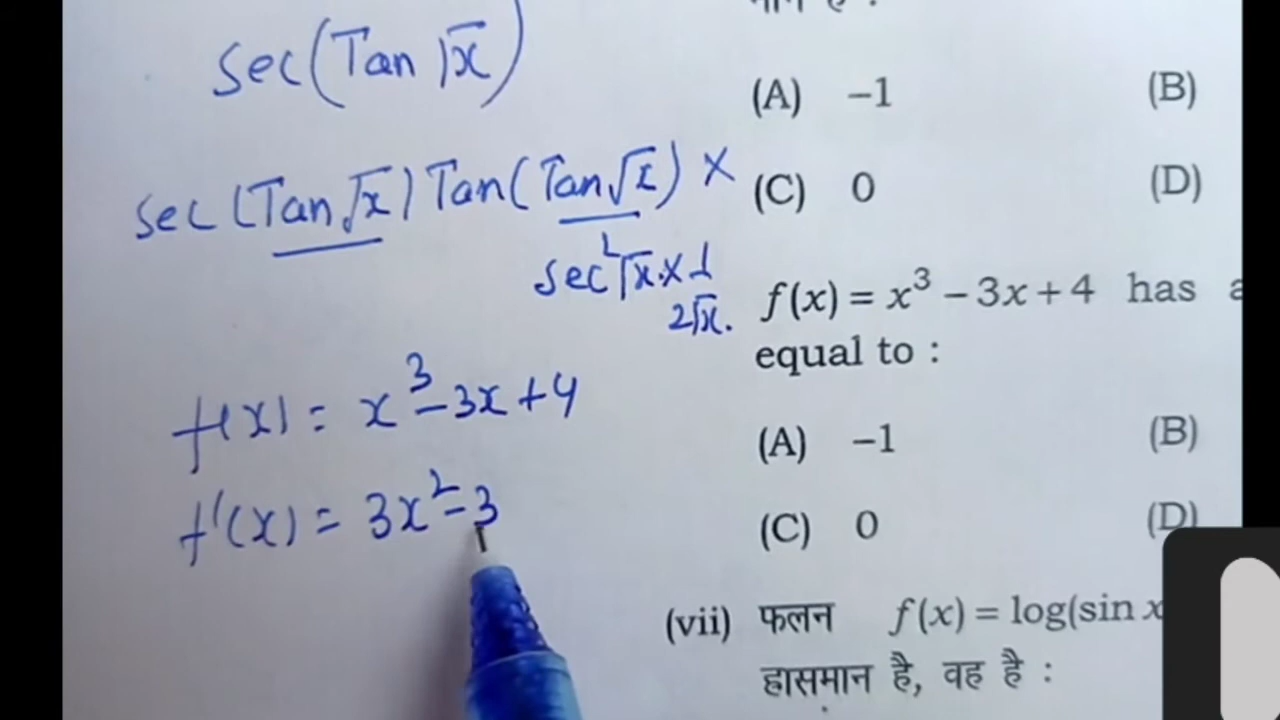 sec(Tan √x)
sec(Tan √x) Tan(Tan √x) ×
sec²√x. × 1
2√x.
f(x) = x³ - 3x + 4
f'(x) = 3x² - 3
है :
(A) -1 (B)
(C) 0 (D)
f(x) = x³ - 3x + 4 has
equal to :
(A) -1 (B)
(C) 0 (D)
(vii) फलन f(x) = log(sin x
ह्रासमान है, वह है :